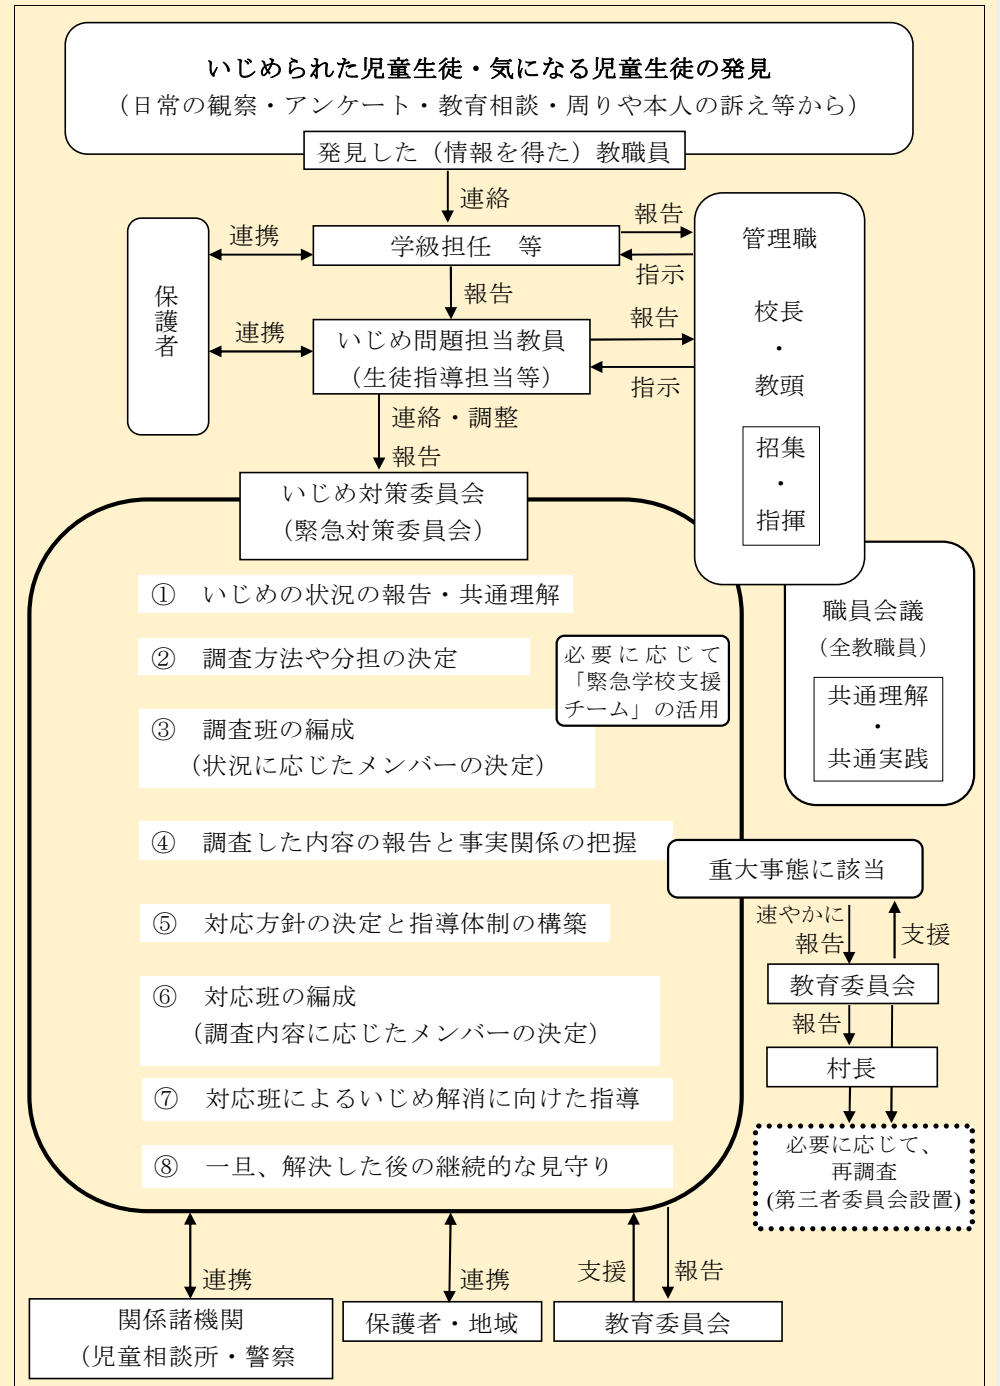 いじめられた児童生徒・気になる児童生徒の発見
（日常の観察・アンケート・教育相談・周りや本人の訴え等から）
発見した（情報を得た）教職員
連絡
学級担任　等
連携
報告
指示
報告
保護者
連携
いじめ問題担当教員
（生徒指導担当等）
報告
指示
管理職
校長
・
教頭
招集
・
指揮
連絡・調整
報告
いじめ対策委員会
（緊急対策委員会）
①　いじめの状況の報告・共通理解
②　調査方法や分担の決定
必要に応じて
「緊急学校支援
チーム」の活用
③　調査班の編成
（状況に応じたメンバーの決定）
④　調査した内容の報告と事実関係の把握
⑤　対応方針の決定と指導体制の構築
⑥　対応班の編成
（調査内容に応じたメンバーの決定）
⑦　対応班によるいじめ解消に向けた指導
⑧　一旦、解決した後の継続的な見守り
職員会議
（全教職員）
共通理解
・
共通実践
重大事態に該当
速やかに
報告
支援
教育委員会
報告
村長
必要に応じて、
再調査
(第三者委員会設置)
連携
連携
支援
報告
関係諸機関
（児童相談所・警察
保護者・地域
教育委員会